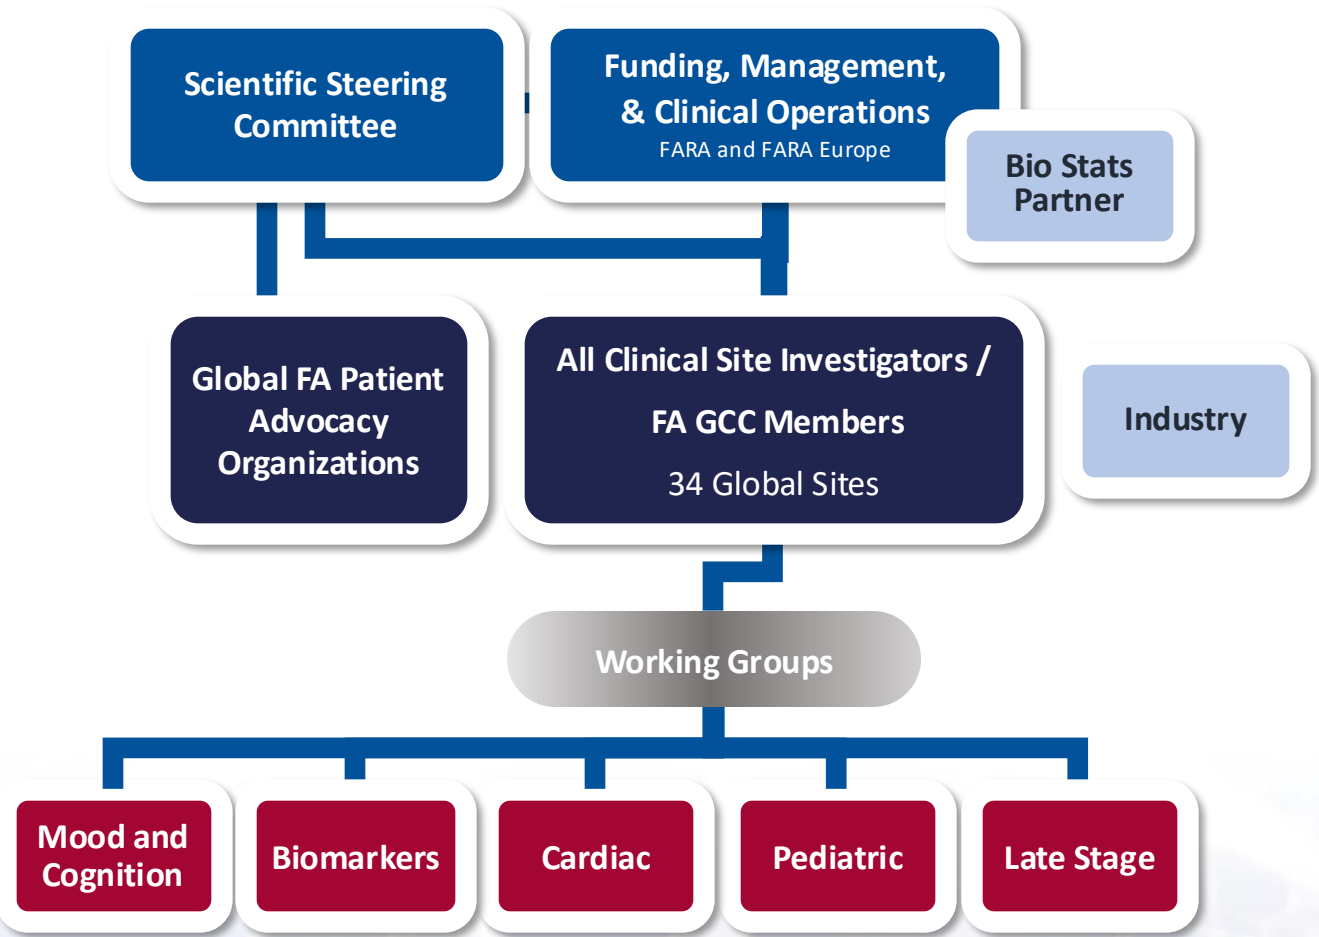 Scientific Steering
Committee
Funding, Management,
& Clinical Operations
FARA and FARA Europe
Bio Stats
Partner
Global FA Patient
Advocacy
Organizations
All Clinical Site Investigators /
FA GCC Members
34 Global Sites
Industry
Working Groups
Mood and
Cognition
Biomarkers
Cardiac
Pediatric
Late Stage